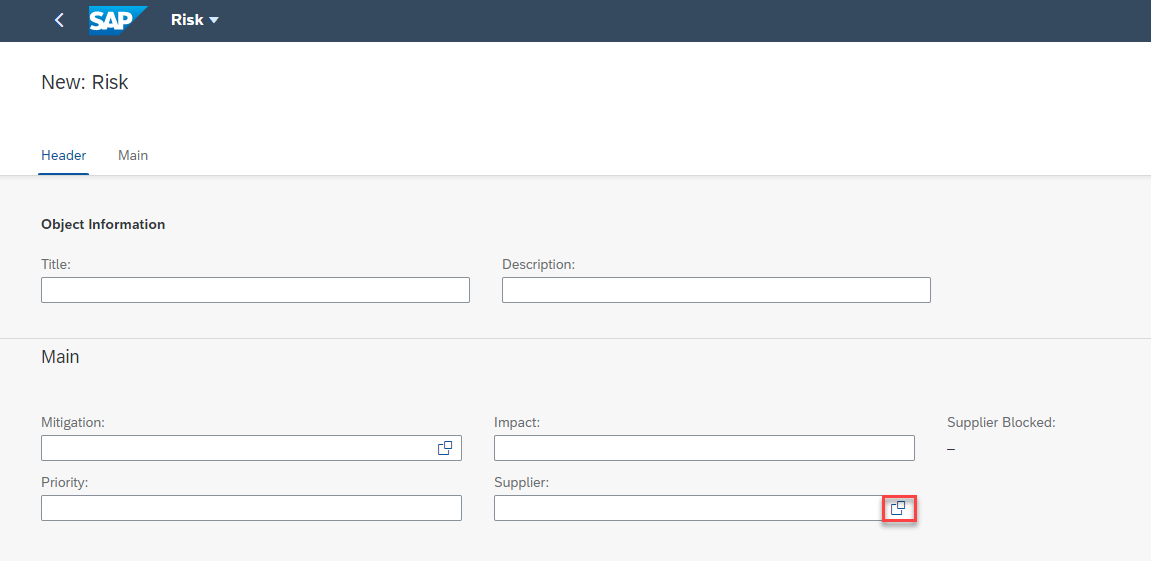 SAP Risk
New: Risk
Header Main
Object Information
Title: Description:
Main
Mitigation: Impact: Supplier Blocked:
–
Priority: Supplier: